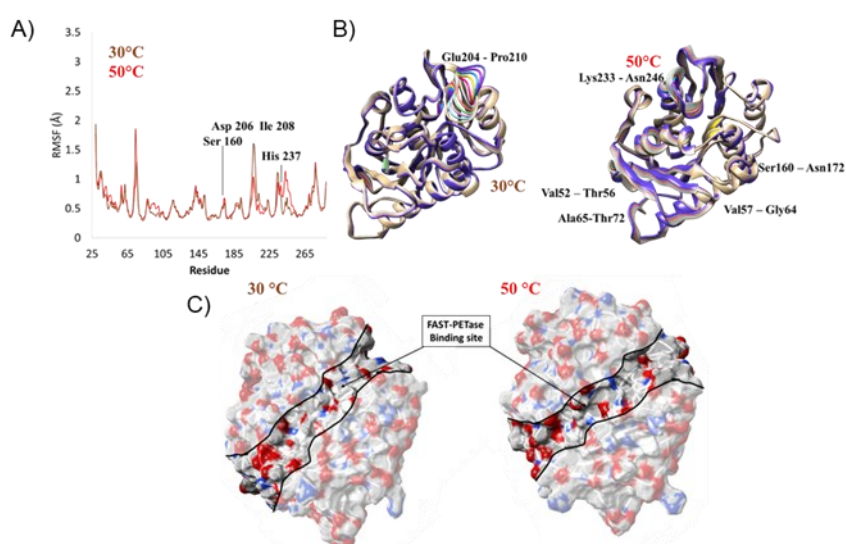 A)
3.5
3
2.5
2
1.5
1
0.5
0
RMSF (Å)
30°C
50°C
Asp 206 Ile 208
Ser 160
His 237
25 65 105 145 185 225 265
Residue
B)
Glu204 - Pro210
30°C
50°C
Lys233 - Asn246
Ser160 – Asn172
Val52 – Thr56
Val57 – Gly64
Ala65-Thr72
C)
30 °C
50 °C
FAST-PETase
Binding site